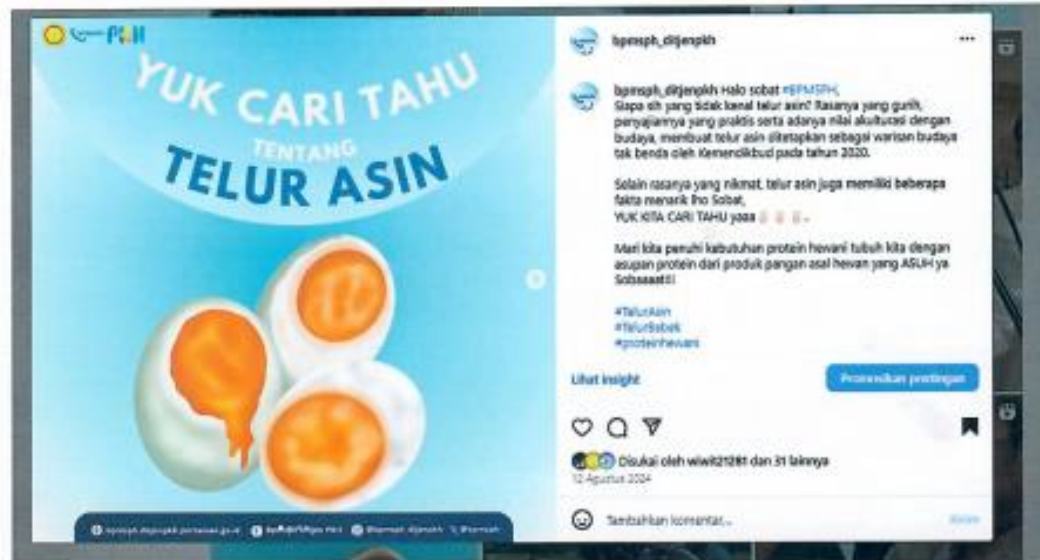 PKH
YUK CARI TAHU
TENTANG
TELUR ASIN
bpmsph_ditjenpkh
bpmsph_ditjenpkh Halo sobat #BPMSPH,
Siapa sih yang tidak kenal telur asin? Rasanya yang gurih,
penyajiannya yang praktis serta adanya nilai akulturasi dengan
budaya, membuat telur asin ditetapkan sebagai warisan budaya
tak benda oleh Kemendikbud pada tahun 2020.
Selain rasanya yang nikmat, telur asin juga memiliki beberapa
fakta menarik lho Sobat,
YUK KITA CARI TAHU yaaa
Mari kita penuhi kebutuhan protein hewani tubuh kita dengan
asupan protein dari produk pangan asal hewan yang ASUH ya
Sobaaaat!!!
#TelurAsin
#TelurBebek
#proteinhewani
Lihat insight
Promosikan postingan
Disukai oleh wiwit21281 dan 31 lainnya
12 Agustus 2024
Tambahkan komentar...
Kirim